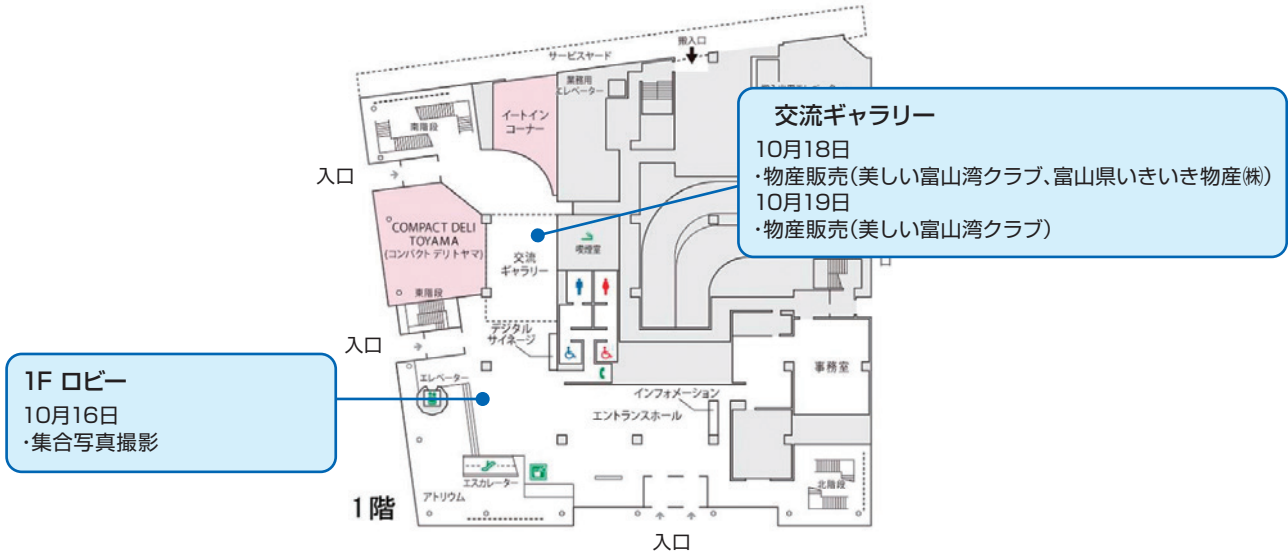 搬入口
サービスヤード
業務用
エレベーター
交流ギャラリー
10月18日
・物産販売(美しい富山湾クラブ、富山県いきいき物産㈱)
10月19日
・物産販売(美しい富山湾クラブ)
イートイン
コーナー
東階段
入口
COMPACT DELI
TOYAMA
(コンパクト デリ トヤマ)
交流
ギャラリー
喫煙室
東階段
デジタル
サイネージ
入口
1F ロビー
10月16日
・集合写真撮影
エレベーター
事務室
インフォメーション
エントランスホール
エスカレーター
アトリウム
北階段
1階
入口